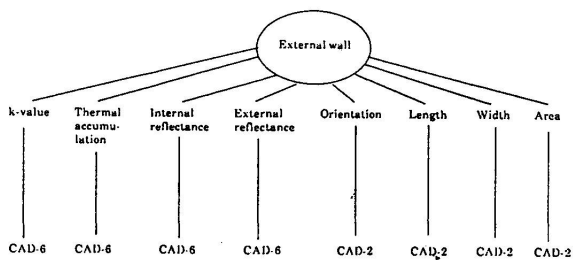 External wall
k-value Thermal accumu- lation Internal reflectance External reflectance Orientation Length Width Area
CAD-6 CAD-6 CAD-6 CAD-6 CAD-2 CAD-2 CAD-2 CAD-2